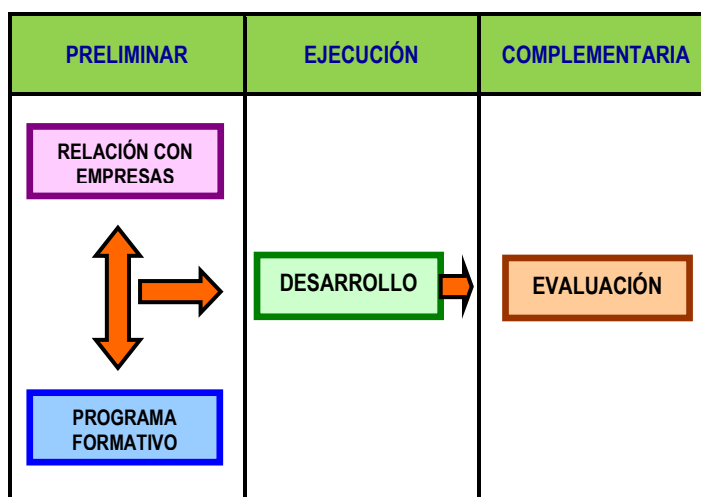 PRELIMINAR
EJECUCIÓN
COMPLEMENTARIA
RELACIÓN CON
EMPRESAS
DESARROLLO
EVALUACIÓN
PROGRAMA
FORMATIVO